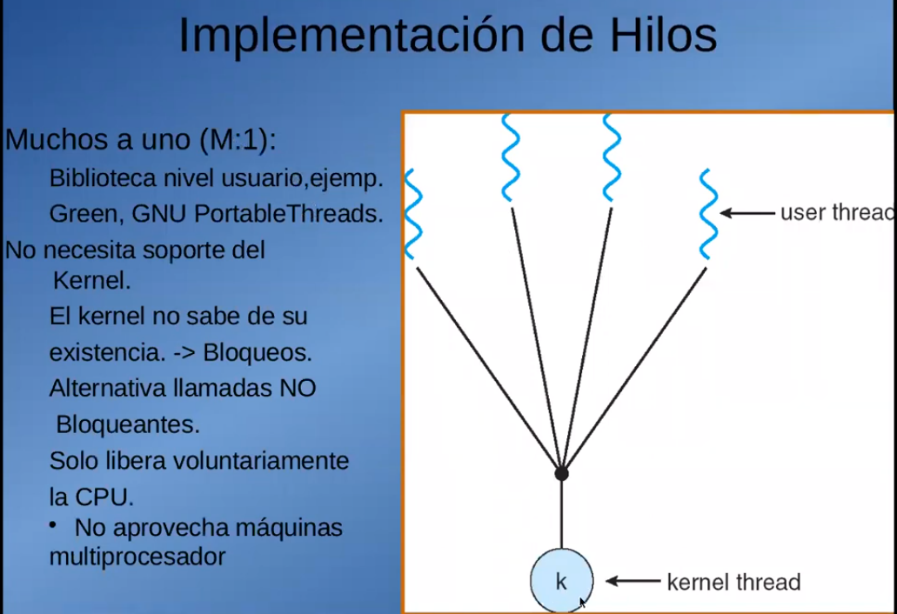 Implementación de Hilos
Muchos a uno (M:1):
Biblioteca nivel usuario,ejemp.
Green, GNU PortableThreads.
No necesita soporte del
Kernel.
El kernel no sabe de su
existencia. -> Bloqueos.
Alternativa llamadas NO
Bloqueantes.
Solo libera voluntariamente
la CPU.
• No aprovecha máquinas
multiprocesador
user thread
k
kernel thread